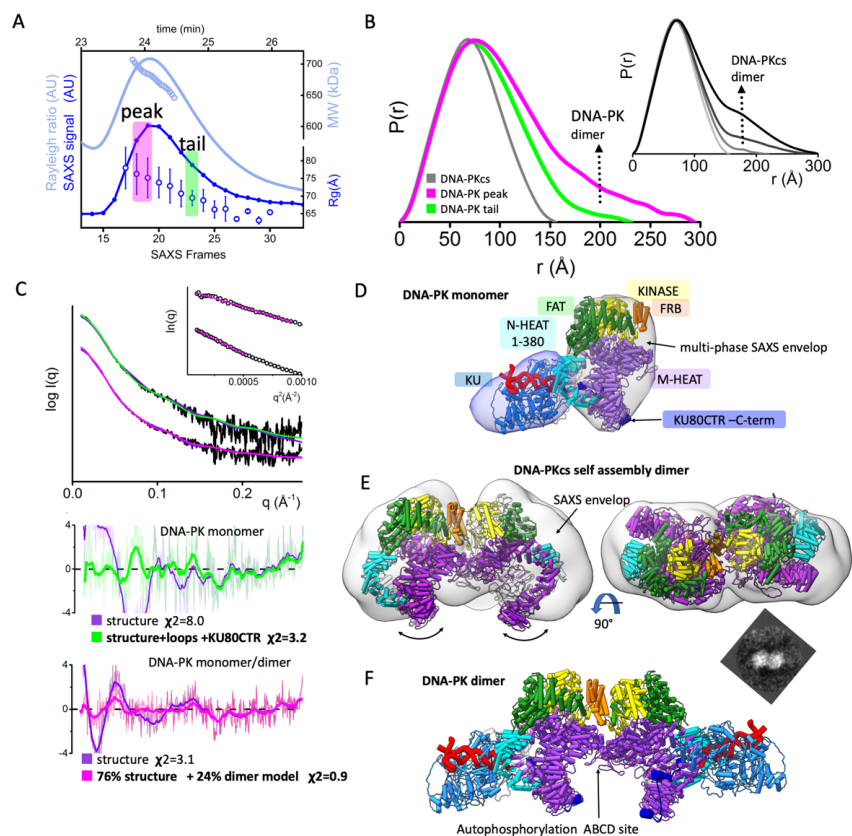 A
time (min)
23 24 25 26
Rayleigh ratio (AU)
SAXS signal (AU)
peak
tail
700
650
600
MW (kDa)
80
75
70
65
Rg(Å)
15 20 25 30
SAXS Frames
B
P(r)
DNA-PK
dimer
DNA-PKcs
DNA-PK peak
DNA-PK tail
0 50 100 150 200 250 300
r (Å)
P(r)
DNA-PKcs
dimer
0 100 200 300
r (Å)
C
log I(q)
ln(q)
0.0005 0.0010
q²(Å⁻²)
0.0 0.1 0.2
q (Å⁻¹)
4
DNA-PK monomer
0
4
structure χ2=8.0
structure+loops +KU80CTR χ2=3.2
4
DNA-PK monomer/dimer
0
4
structure χ2=3.1
76% structure + 24% dimer model χ2=0.9
D
DNA-PK monomer
KINASE
FAT
FRB
N-HEAT
1-380
multi-phase SAXS envelop
KU
M-HEAT
KU80CTR –C-term
DNA-PKcs self assembly dimer
E
SAXS envelop
90°
F
DNA-PK dimer
Autophosphorylation ABCD site